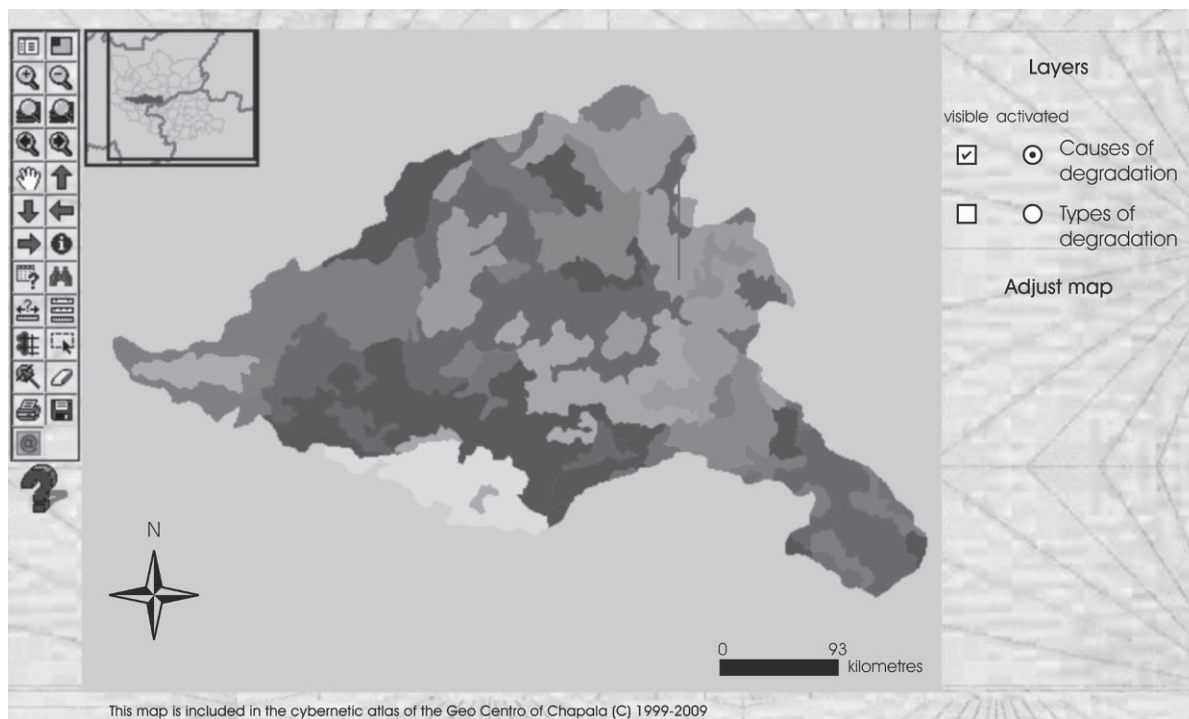 Layers
visible activated
Causes of
degradation
Types of
degradation
Adjust map
N
0 93
kilometres
This map is included in the cybernetic atlas of the Geo Centro of Chapala (C) 1999-2009